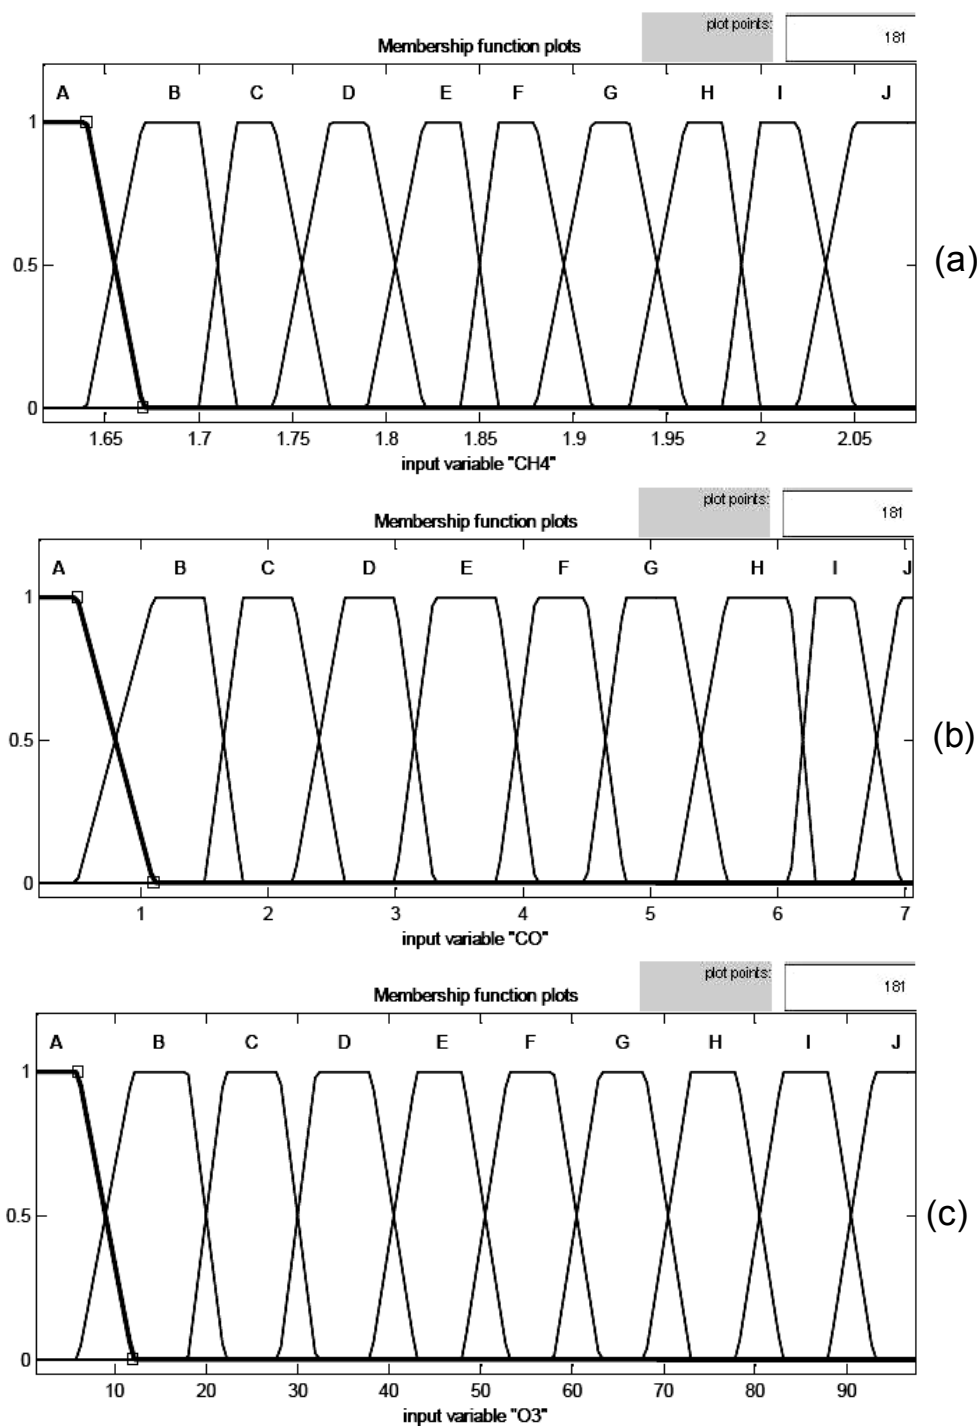 plot points: 181
Membership function plots
A B C D E F G H I J
1
0.5
0
(a)
1.65 1.7 1.75 1.8 1.85 1.9 1.95 2 2.05
input variable "CH4"
plot points: 181
Membership function plots
A B C D E F G H I J
1
0.5
0
(b)
1 2 3 4 5 6 7
input variable "CO"
plot points: 181
Membership function plots
A B C D E F G H I J
1
0.5
0
(c)
10 20 30 40 50 60 70 80 90
input variable "O3"